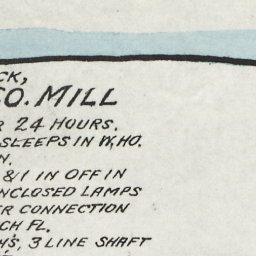 CK,
CO. MILL
R 24 HOURS.
SLEEPS IN W.HO.
N.
& 1 IN OFF IN
NCLOSED LAMPS
ER CONNECTION
CH FL.
H'S, 3 LINE SHAFT